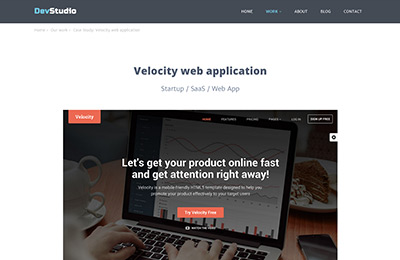 DevStudio
HOME WORK ABOUT BLOG CONTACT
Home Our work Case Study: Velocity web application
Velocity web application
Startup / SaaS / Web App
Velocity
HOME FEATURES PRICING PAGES LOG IN SIGN UP FREE
Let's get your product online fast
and get attention right away!
Velocity is a mobile-friendly HTML5 template designed to help you
promote your product effectively to your target users
Try Velocity Free
WATCH THE VIDEO